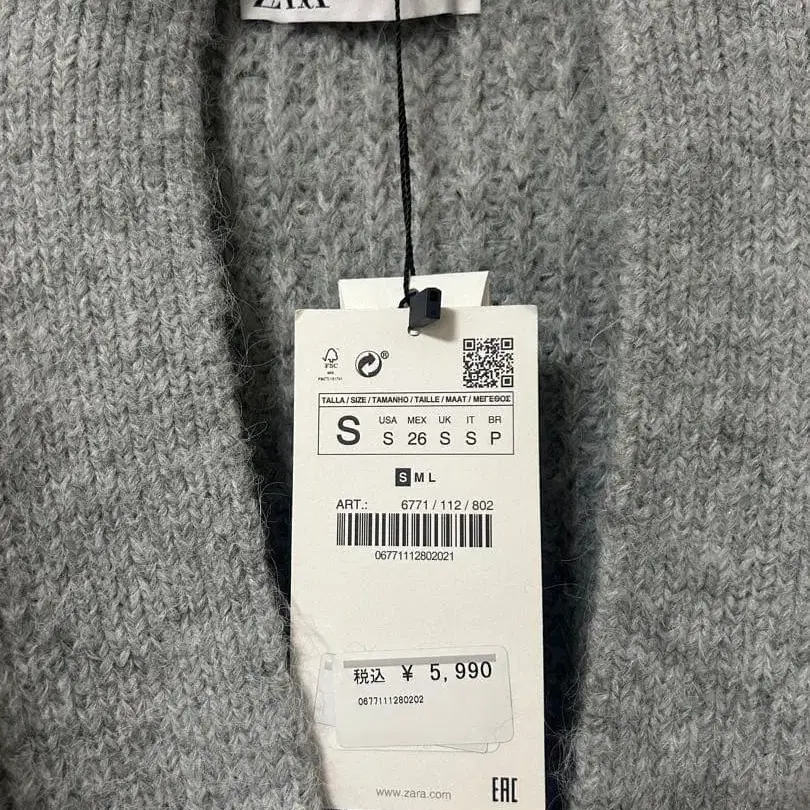 ZARA
FSC
®
TALLA / SIZE / TAMANHO / TAILLE / MAAT / ΜΕΓΕΘΟΣ
S
USA MEX UK IT BR
S 26 S S P
S M L
ART.: 6771 / 112 / 802
06771112802021
税込 ¥ 5,990
0677111280202
www.zara.com
EAC